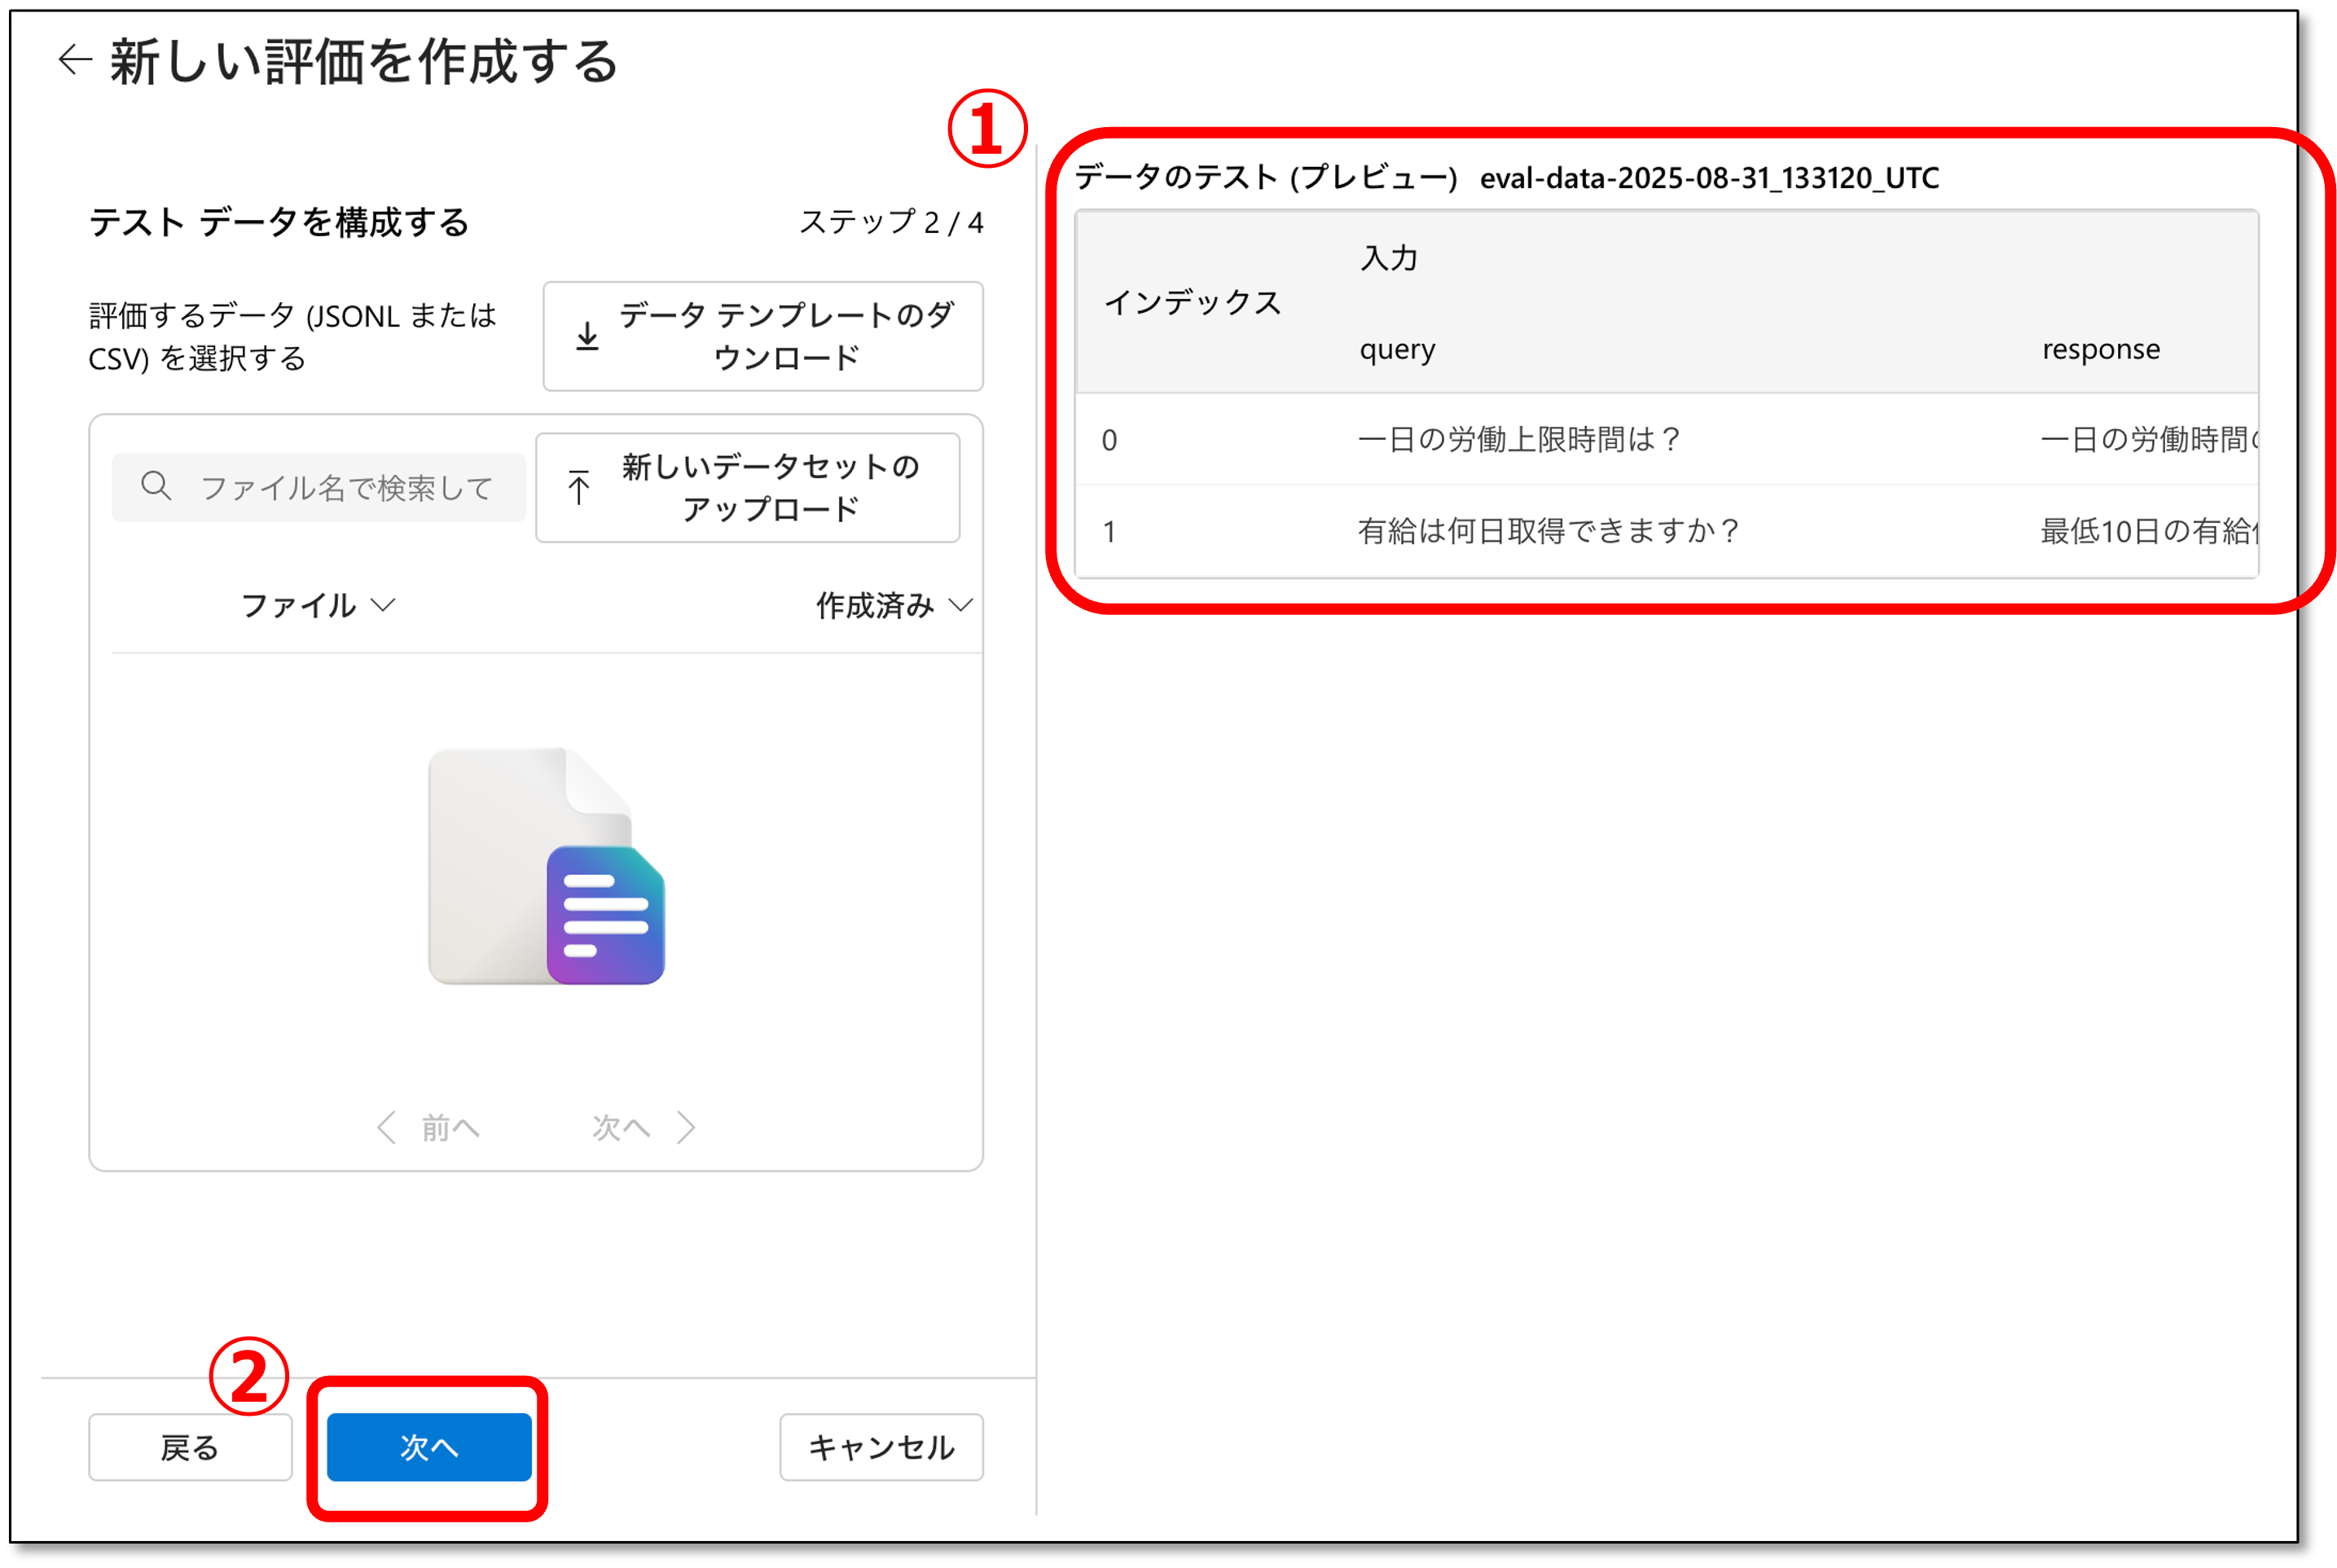 新しい評価を作成する
①
テスト データを構成する
ステップ 2 / 4
評価するデータ (JSONL または
CSV) を選択する
データ テンプレートのダ
ウンロード
ファイル名で検索して
新しいデータセットの
アップロード
ファイル
作成済み
前へ
次へ
②
戻る
次へ
キャンセル
データのテスト (プレビュー) eval-data-2025-08-31_133120_UTC
インデックス
入力
query
response
0
一日の労働上限時間は？
一日の労働時間
1
有給は何日取得できますか？
最低10日の有給